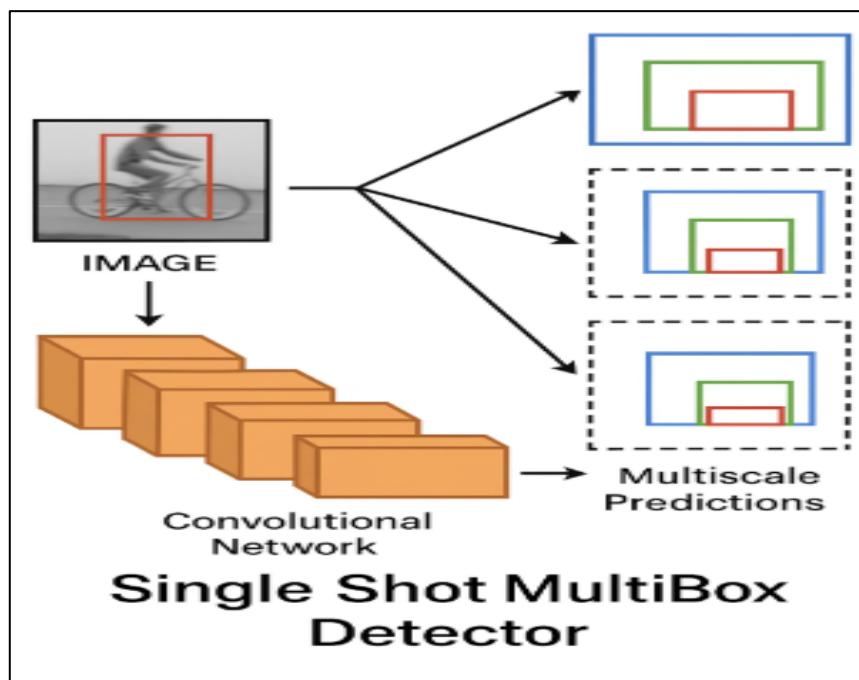 IMAGE
Multiscale
Predictions
Convolutional
Network
Single Shot MultiBox
Detector